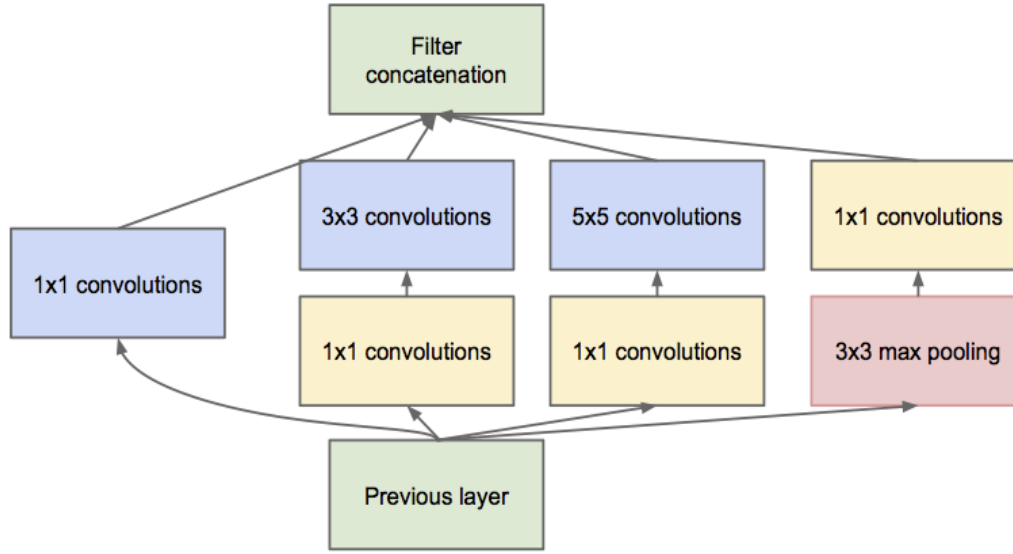 Filter
concatenation
3x3 convolutions
5x5 convolutions
1x1 convolutions
1x1 convolutions
1x1 convolutions
1x1 convolutions
3x3 max pooling
Previous layer